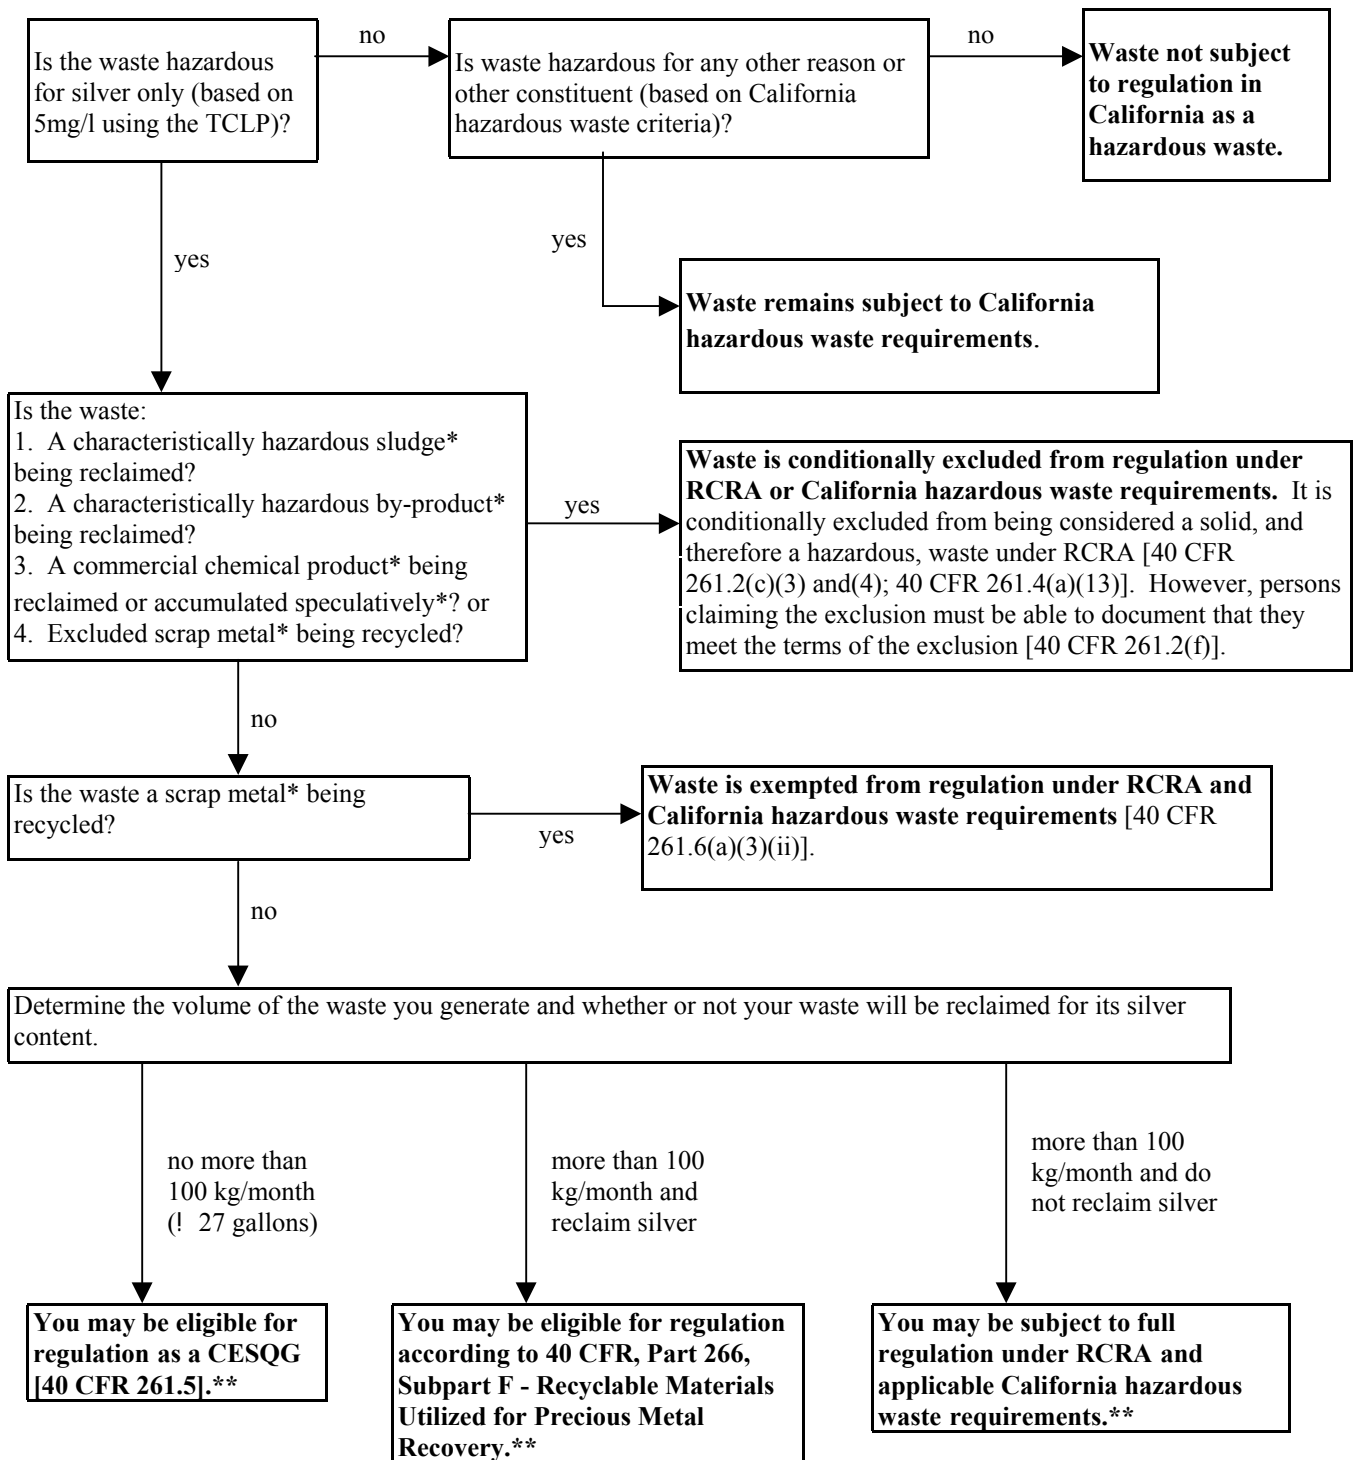 Is the waste hazardous
for silver only (based on
5mg/l using the TCLP)?
no
Is waste hazardous for any other reason or
other constituent (based on California
hazardous waste criteria)?
no
Waste not subject
to regulation in
California as a
hazardous waste.
yes
yes
Waste remains subject to California
hazardous waste requirements.
Is the waste:
1. A characteristically hazardous sludge*
being reclaimed?
2. A characteristically hazardous by-product*
being reclaimed?
3. A commercial chemical product* being
reclaimed or accumulated speculatively*? or
4. Excluded scrap metal* being recycled?
yes
Waste is conditionally excluded from regulation under
RCRA or California hazardous waste requirements. It is
conditionally excluded from being considered a solid, and
therefore a hazardous, waste under RCRA [40 CFR
261.2(c)(3) and(4); 40 CFR 261.4(a)(13)]. However, persons
claiming the exclusion must be able to document that they
meet the terms of the exclusion [40 CFR 261.2(f)].
no
Is the waste a scrap metal* being
recycled?
yes
Waste is exempted from regulation under RCRA and
California hazardous waste requirements [40 CFR
261.6(a)(3)(ii)].
no
Determine the volume of the waste you generate and whether or not your waste will be reclaimed for its silver
content.
no more than
100 kg/month
(! 27 gallons)
more than 100
kg/month and
reclaim silver
more than 100
kg/month and do
not reclaim silver
You may be eligible for
regulation as a CESQG
[40 CFR 261.5].**
You may be eligible for regulation
according to 40 CFR, Part 266,
Subpart F - Recyclable Materials
Utilized for Precious Metal
Recovery.**
You may be subject to full
regulation under RCRA and
applicable California hazardous
waste requirements.**